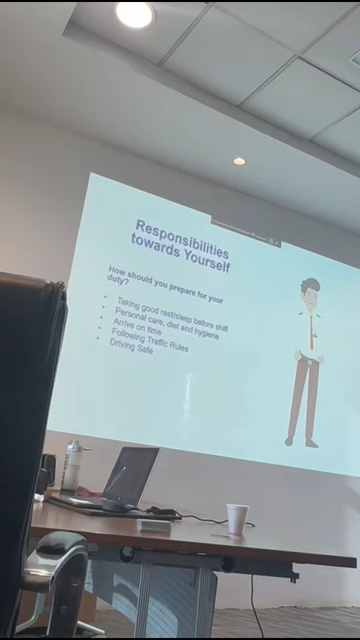 Responsibilities
towards Yourself
How should you prepare for your
duty?
• Taking good rest/sleep before shift
• Personal care, diet and hygiene
• Arrive on time
• Following Traffic Rules
• Driving Safe